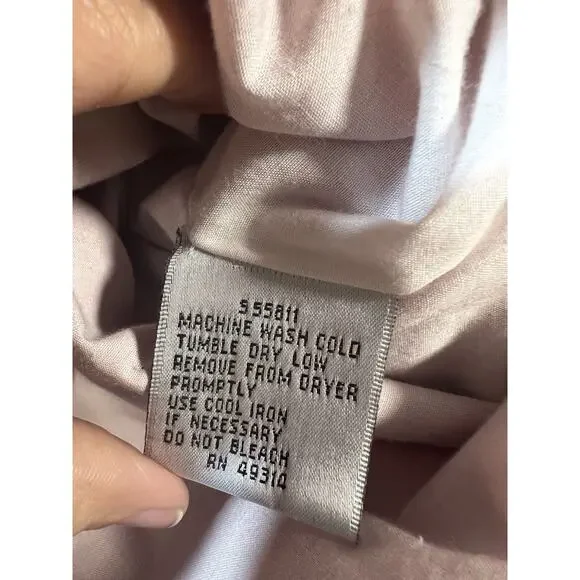 955811
MACHINE WASH COLD
TUMBLE DRY LOW
REMOVE FROM DRYER
PROMPTLY
USE COOL IRON
IF NECESSARY
DO NOT BLEACH
RN 49314